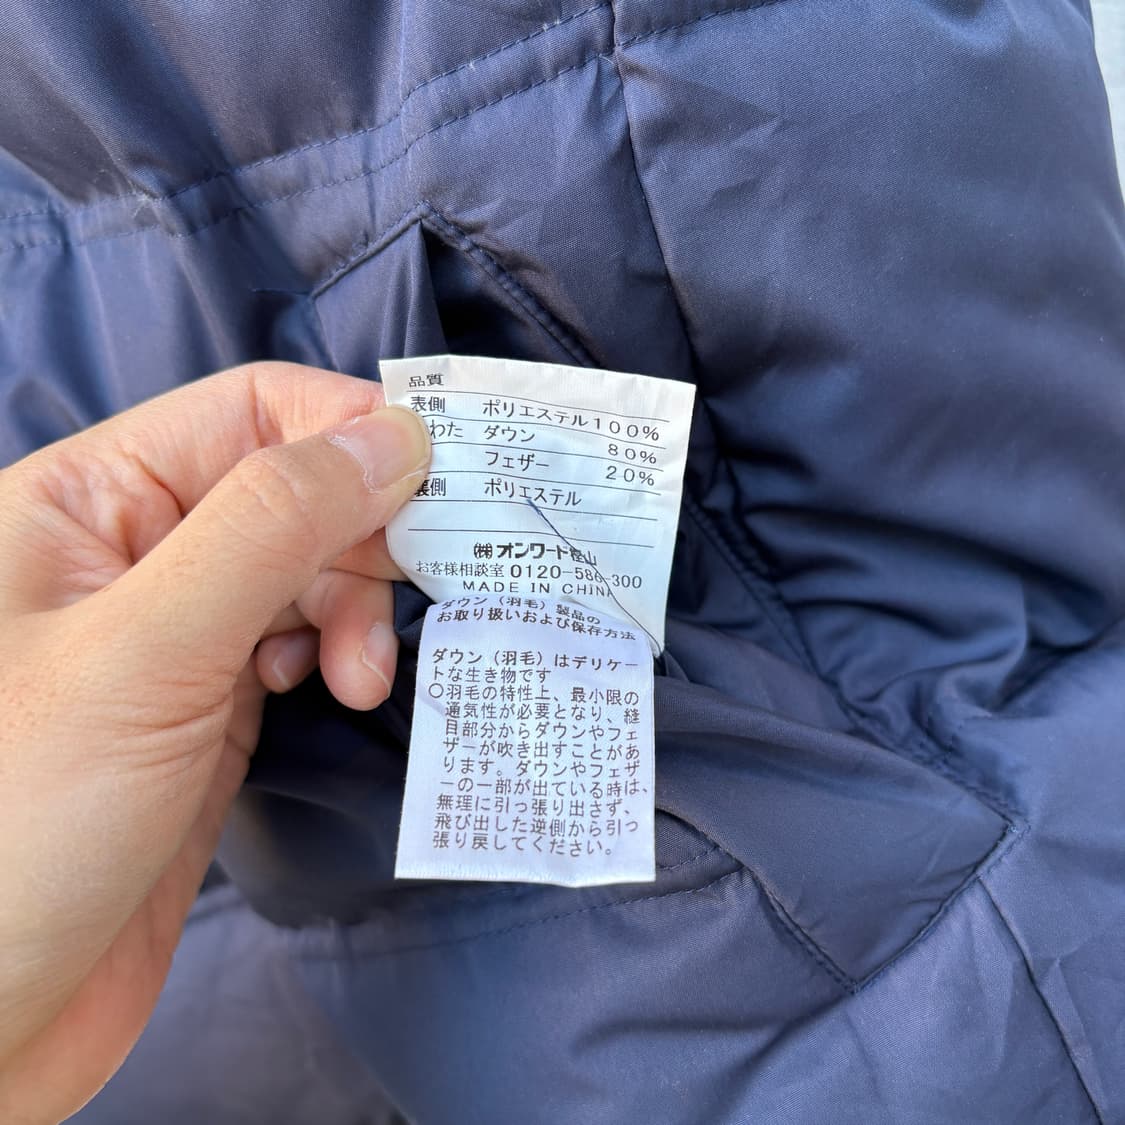 品質
表側 ポリエステル100%
わた ダウン 80%
フェザー 20%
裏側 ポリエステル
㈱オンワード樫山
お客様相談室0120-586-300
MADE IN CHINA
ダウン（羽毛）製品の
お取り扱いおよび保存方法
ダウン（羽毛）はデリケー
トな生き物です
○羽毛の特性上、最小限の
通気性が必要となり、縫
目部分からダウンやフェ
ザーが吹き出すことがあ
ります。ダウンやフェザ
ーの一部が出ている時は、
無理に引っ張り出さず、
飛び出した逆側から引っ
張り戻してください。